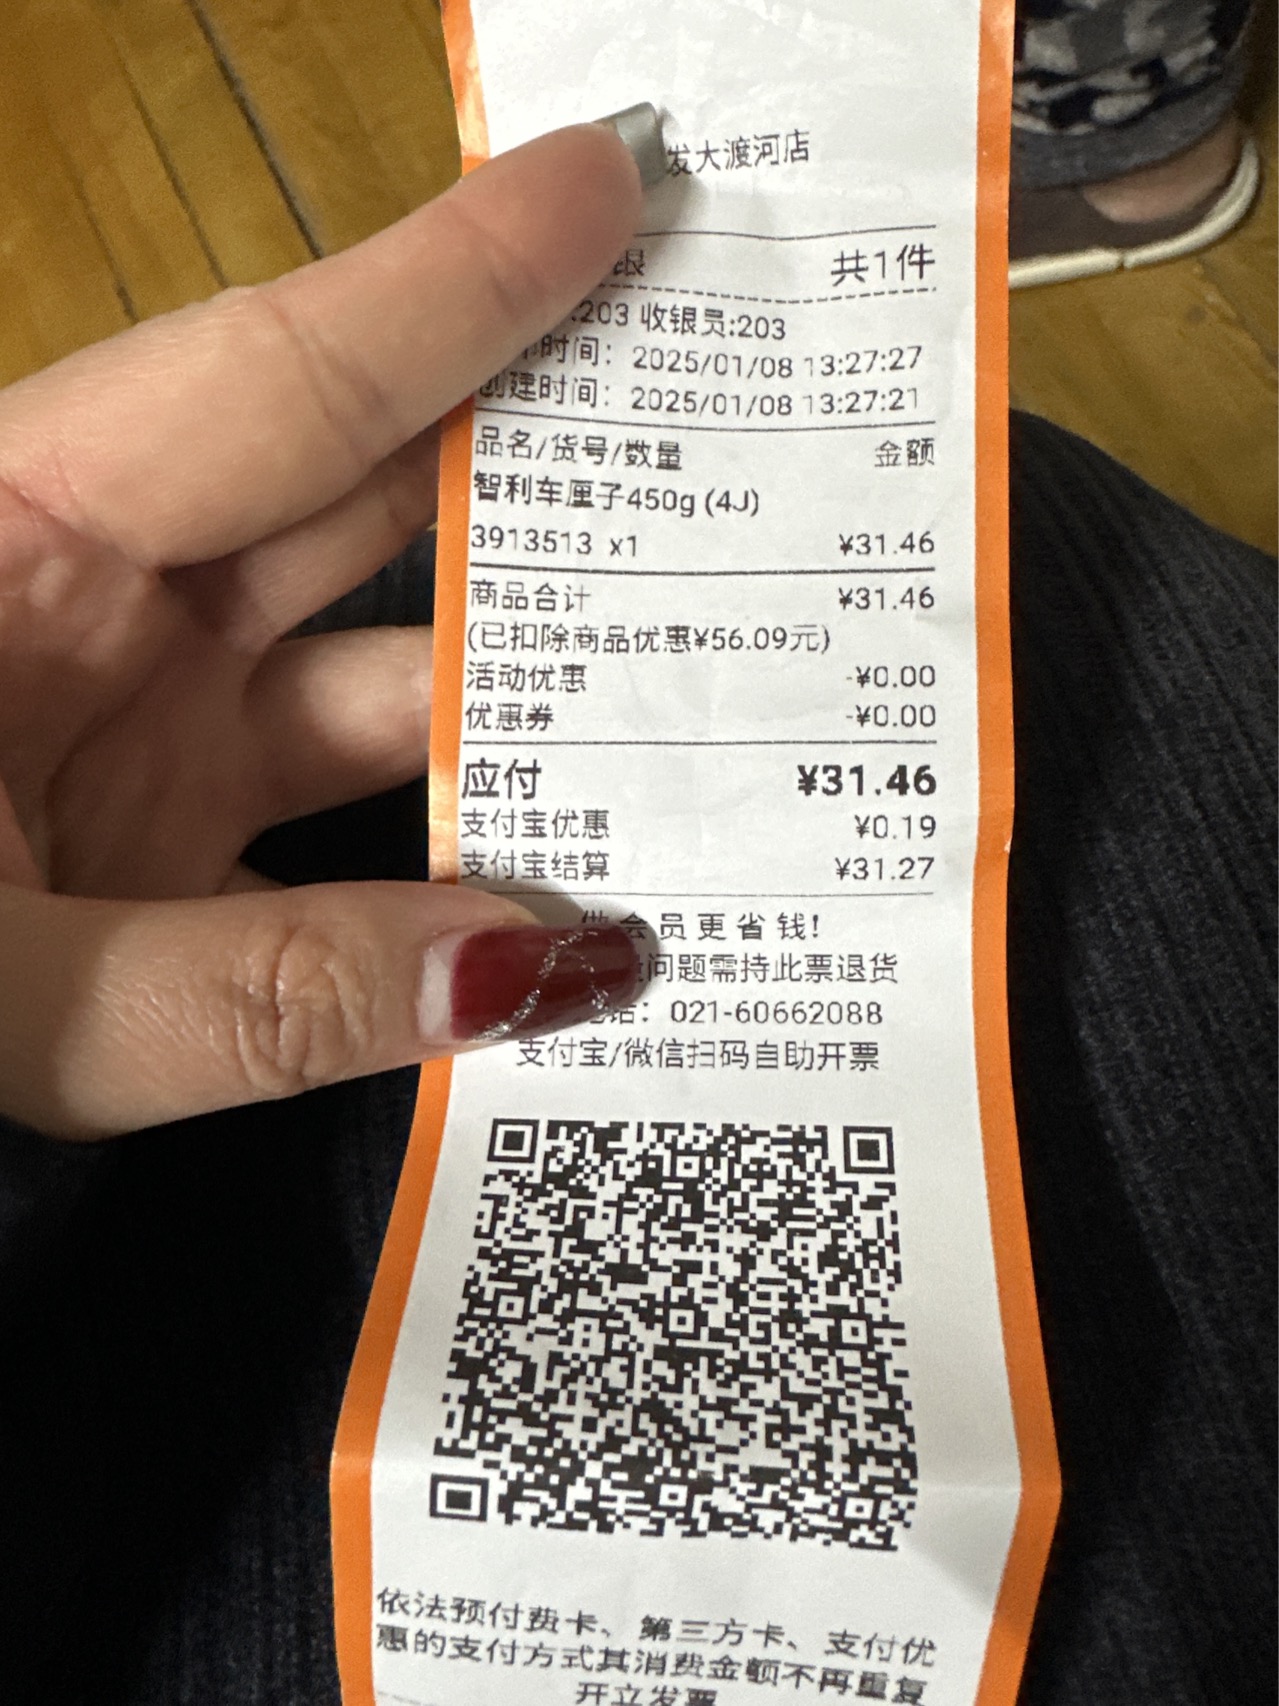 发大渡河店
银 共1件
:203 收银员:203
时间：2025/01/08 13:27:27
创建时间：2025/01/08 13:27:21
品名/货号/数量 金额
智利车厘子450g (4J)
3913513 x1 ¥31.46
商品合计 ¥31.46
(已扣除商品优惠¥56.09元)
活动优惠 -¥0.00
优惠券 -¥0.00
应付 ¥31.46
支付宝优惠 ¥0.19
支付宝结算 ¥31.27
做会员更省钱!
问题需持此票退货
电话：021-60662088
支付宝/微信扫码自助开票
依法预付费卡、第三方卡、支付优
惠的支付方式其消费金额不再重复
开立发票